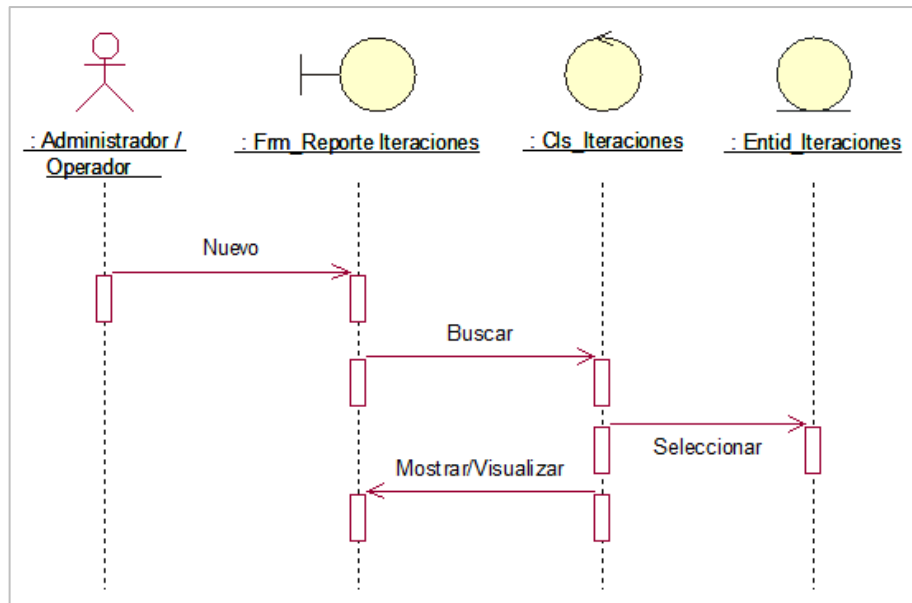 : Administrador /
Operador
: Frm_Reporte Iteraciones
: Cls_Iteraciones
: Entid_Iteraciones
Nuevo
Buscar
Seleccionar
Mostrar/Visualizar